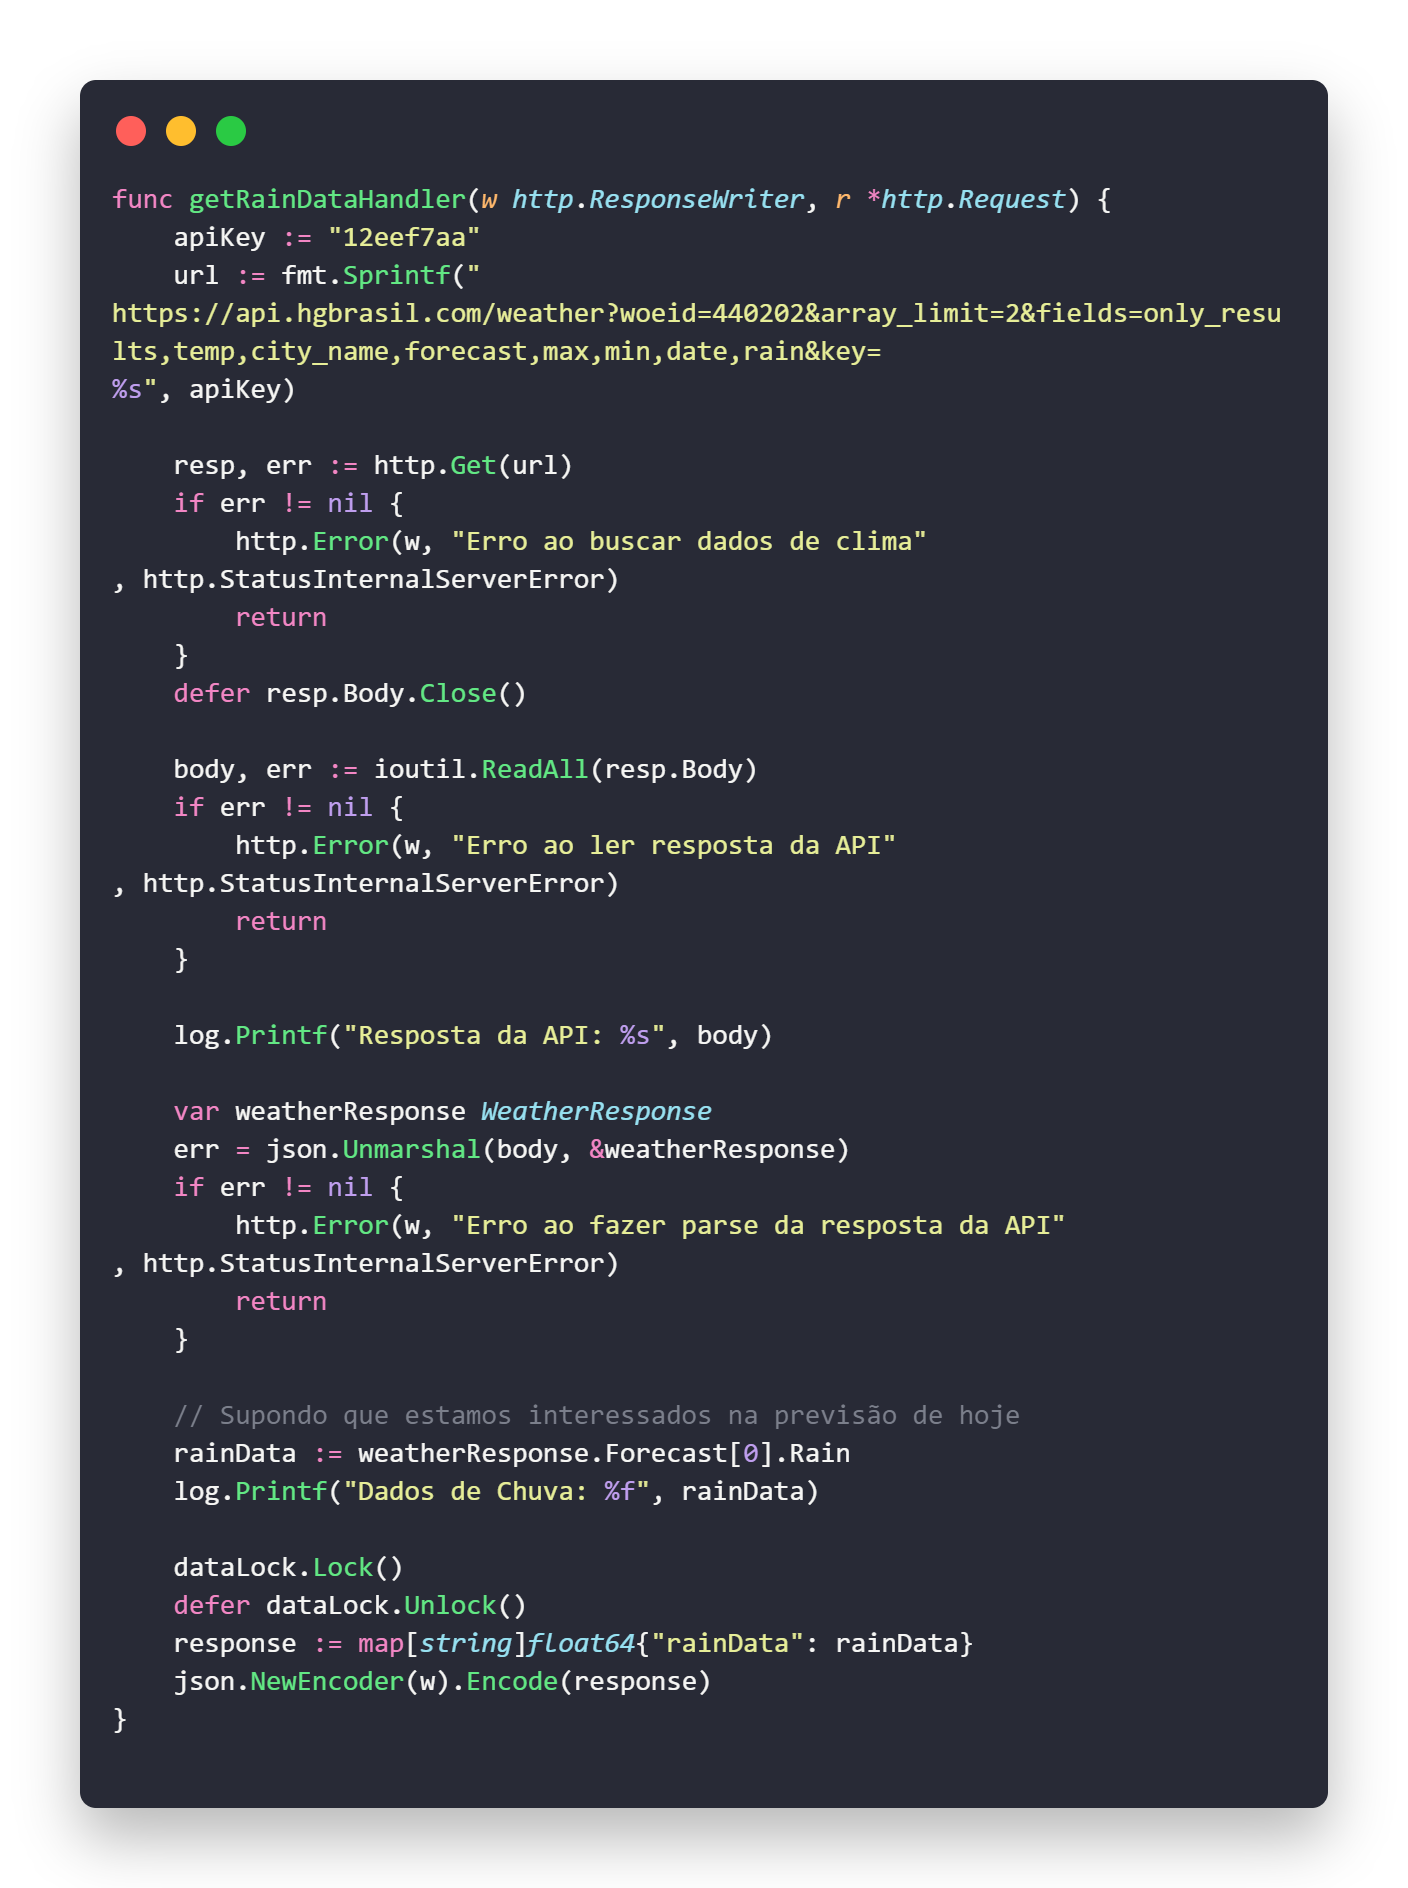 func getRainDataHandler(w http.ResponseWriter, r *http.Request) {
    apiKey := "12eef7aa"
    url := fmt.Sprintf("
https://api.hgbrasil.com/weather?woeid=440202&array_limit=2&fields=only_resu
lts,temp,city_name,forecast,max,min,date,rain&key=
%s", apiKey)

    resp, err := http.Get(url)
    if err != nil {
        http.Error(w, "Erro ao buscar dados de clima"
, http.StatusInternalServerError)
        return
    }
    defer resp.Body.Close()

    body, err := ioutil.ReadAll(resp.Body)
    if err != nil {
        http.Error(w, "Erro ao ler resposta da API"
, http.StatusInternalServerError)
        return
    }

    log.Printf("Resposta da API: %s", body)

    var weatherResponse WeatherResponse
    err = json.Unmarshal(body, &weatherResponse)
    if err != nil {
        http.Error(w, "Erro ao fazer parse da resposta da API"
, http.StatusInternalServerError)
        return
    }

    // Supondo que estamos interessados na previsão de hoje
    rainData := weatherResponse.Forecast[0].Rain
    log.Printf("Dados de Chuva: %f", rainData)

    dataLock.Lock()
    defer dataLock.Unlock()
    response := map[string]float64{"rainData": rainData}
    json.NewEncoder(w).Encode(response)
}